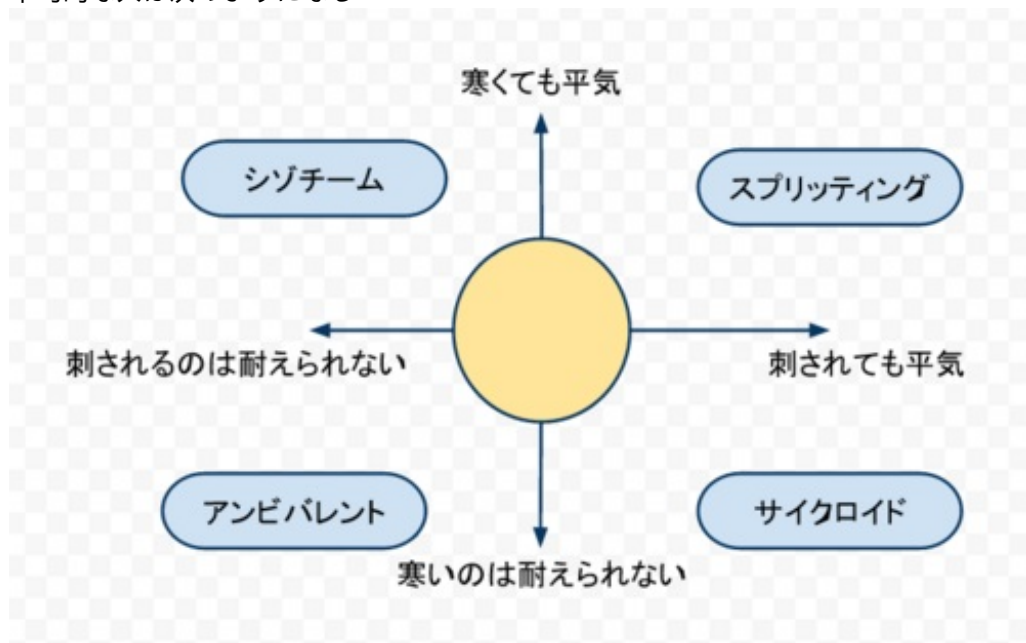 寒くても平気
シゾチーム
スプリッティング
刺されるのは耐えられない
刺されても平気
アンビバレント
サイクロイド
寒いのは耐えられない